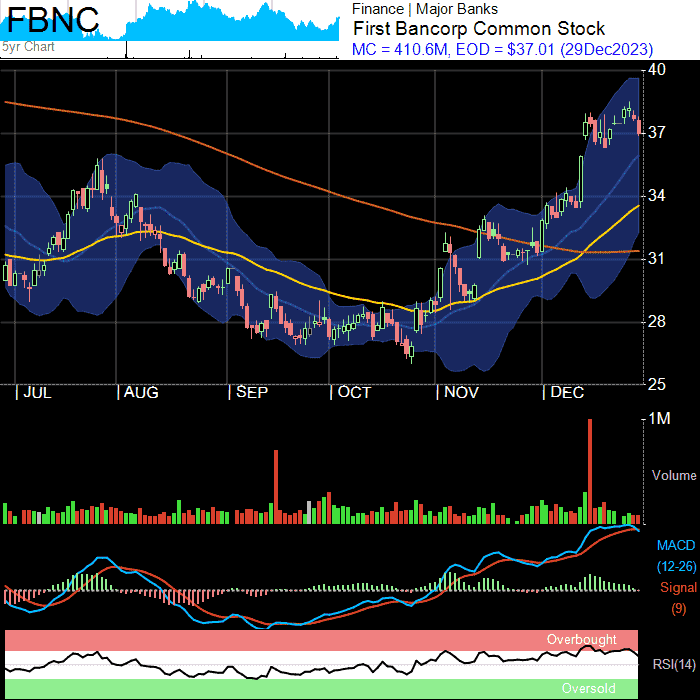 FBNC
5yr Chart
Finance | Major Banks
First Bancorp Common Stock
MC = 410.6M, EOD = $37.01 (29Dec2023)
40
37
34
31
28
25
| JUL | AUG | SEP | OCT | NOV | DEC
1M
Volume
MACD
(12-26)
Signal
(9)
Overbought
RSI(14)
Oversold